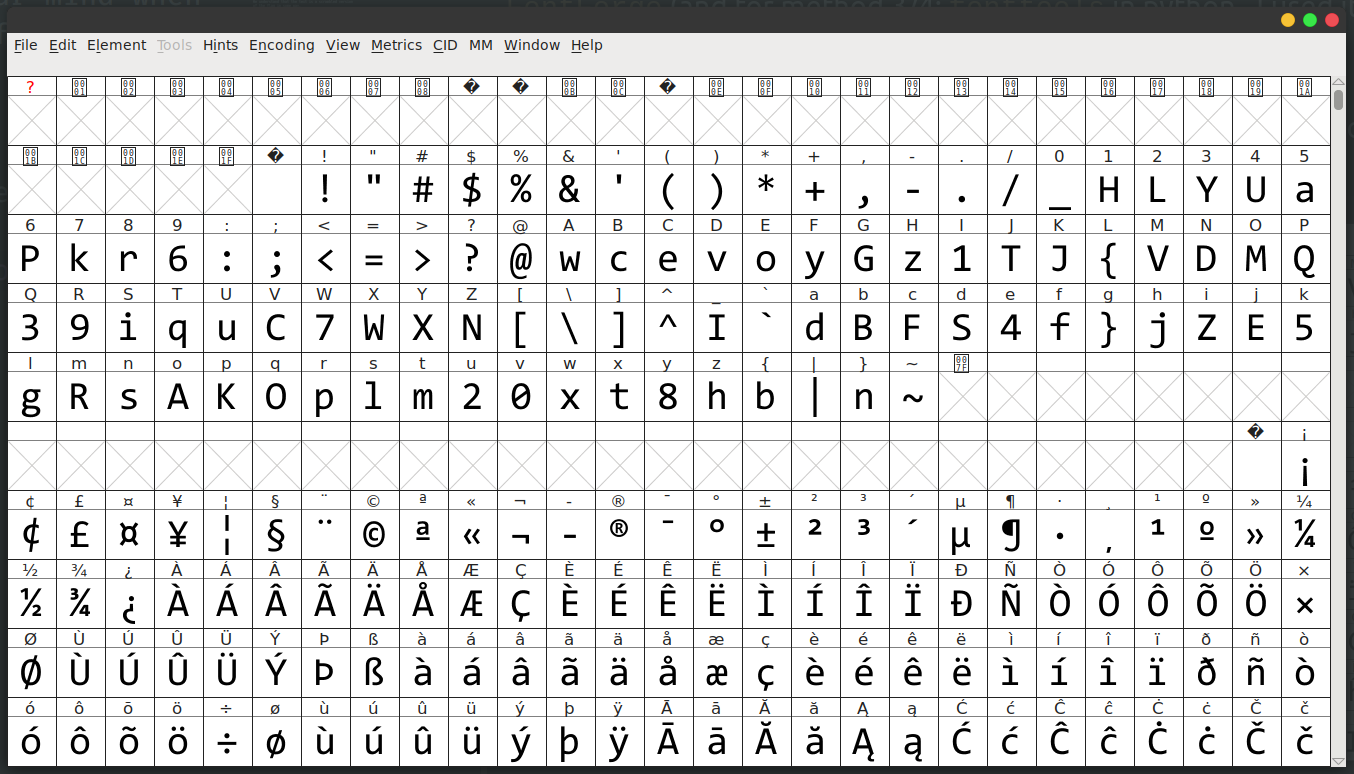 File Edit Element Tools Hints Encoding View Metrics CID MM Window Help
? 0001 0002 0003 0004 0005 0006 0007 0008 � � 000B 000C � 000E 000F 0010 0011 0012 0013 0014 0015 0016 0017 0018 0019 001A
001B 001C 001D 001E 001F � ! " # $ % & ' ( ) * + , - . / 0 1 2 3 4 5
! " # $ % & ' ( ) * + , - . / _ H L Y U a
6 7 8 9 : ; < = > ? @ A B C D E F G H I J K L M N O P
P k r 6 : ; < = > ? @ w c e v o y G z 1 T J { V D M Q
Q R S T U V W X Y Z [ \ ] ^ _ ` a b c d e f g h i j k
3 9 i q u C 7 W X N [ \ ] ^ I ` d B F S 4 f } j Z E 5
l m n o p q r s t u v w x y z { | } ~ 007F
g R s A K O p l m 2 0 x t 8 h b | n ~
� ¡
¡
¢ £ ¤ ¥ ¦ § ¨ © ª « ¬ - ® ¯ ° ± ² ³ ´ µ ¶ · ¸ ¹ º » ¼
¢ £ ¤ ¥ ¦ § ¨ © ª « ¬ - ® ¯ ° ± ² ³ ´ µ ¶ · ¸ ¹ º » ¼
½ ¾ ¿ À Á Â Ã Ä Å Æ Ç È É Ê Ë Ì Í Î Ï Ð Ñ Ò Ó Ô Õ Ö ×
½ ¾ ¿ À Á Â Ã Ä Å Æ Ç È É Ê Ë Ì Í Î Ï Ð Ñ Ò Ó Ô Õ Ö ×
Ø Ù Ú Û Ü Ý Þ ß à á â ã ä å æ ç è é ê ë ì í î ï ð ñ ò
Ø Ù Ú Û Ü Ý Þ ß à á â ã ä å æ ç è é ê ë ì í î ï ð ñ ò
ó ô õ ö ÷ ø ù ú û ü ý þ ÿ Ā ā Ă ă Ą ą Ć ć Ĉ ĉ Ċ ċ Č č
ó ô õ ö ÷ ø ù ú û ü ý þ ÿ Ā ā Ă ă Ą ą Ć ć Ĉ ĉ Ċ ċ Č č